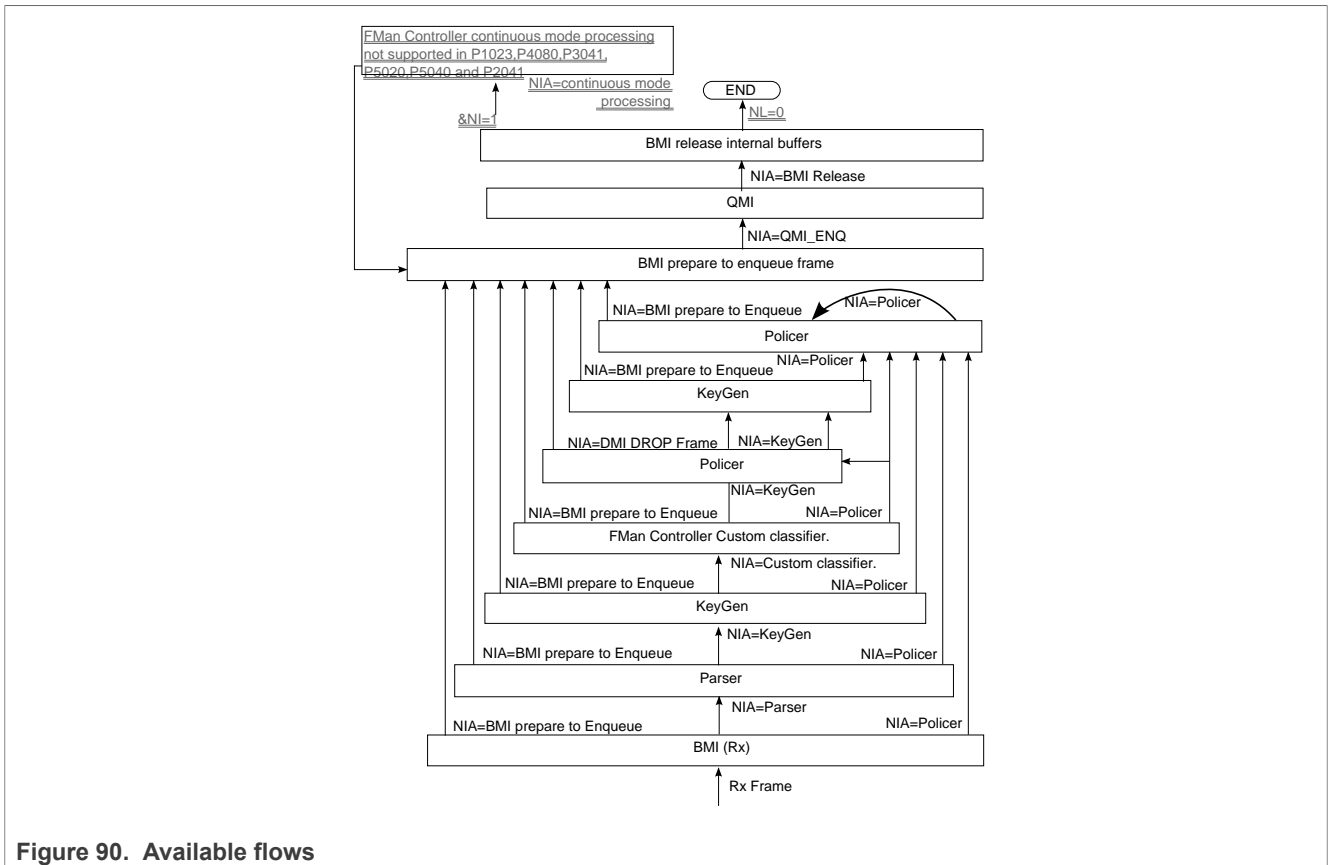 FMan Controller continuous mode processing
not supported in P1023,P4080,P3041,
P5020,P5040 and P2041
NIA=continuous mode
processing
END
&NI=1
NL=0
BMI release internal buffers
NIA=BMI Release
QMI
NIA=QMI_ENQ
BMI prepare to enqueue frame
NIA=BMI prepare to Enqueue
NIA=Policer
Policer
NIA=BMI prepare to Enqueue
NIA=Policer
KeyGen
NIA=DMI DROP Frame
NIA=KeyGen
Policer
NIA=KeyGen
NIA=BMI prepare to Enqueue
NIA=Policer
FMan Controller Custom classifier.
NIA=Custom classifier.
NIA=BMI prepare to Enqueue
NIA=Policer
KeyGen
NIA=KeyGen
NIA=BMI prepare to Enqueue
NIA=Policer
Parser
NIA=Parser
NIA=BMI prepare to Enqueue
NIA=Policer
BMI (Rx)
Rx Frame
Figure 90. Available flows